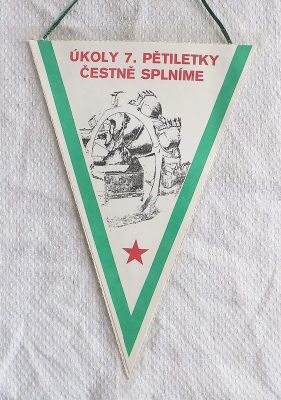 ÚKOLY 7. PĚTILETKY
ČESTNĚ SPLNÍME